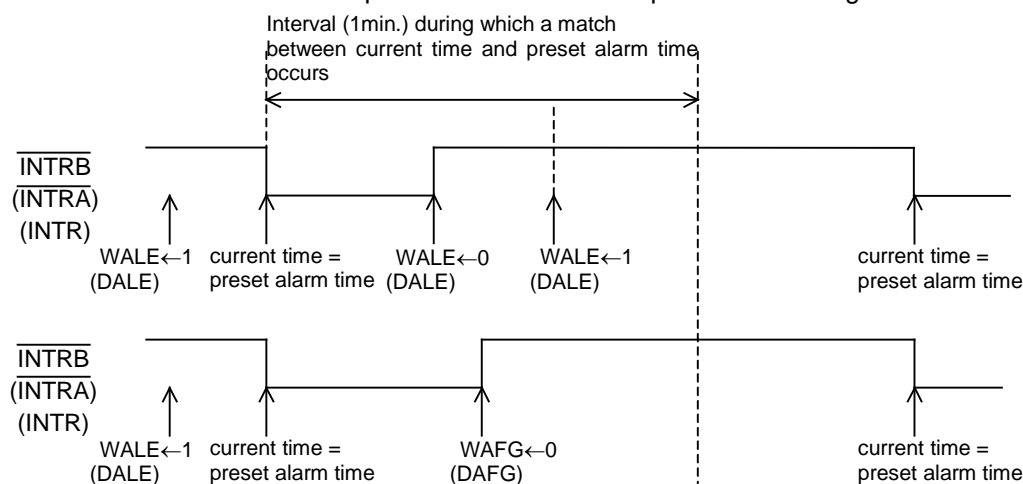 Interval (1min.) during which a match
between current time and preset alarm time
occurs
INTRB
(INTRA)
(INTR)
WALE←1
(DALE)
current time =
preset alarm time
WALE←0
(DALE)
WALE←1
(DALE)
current time =
preset alarm time
INTRB
(INTRA)
(INTR)
WALE←1
(DALE)
current time =
preset alarm time
WAFG←0
(DAFG)
current time =
preset alarm time